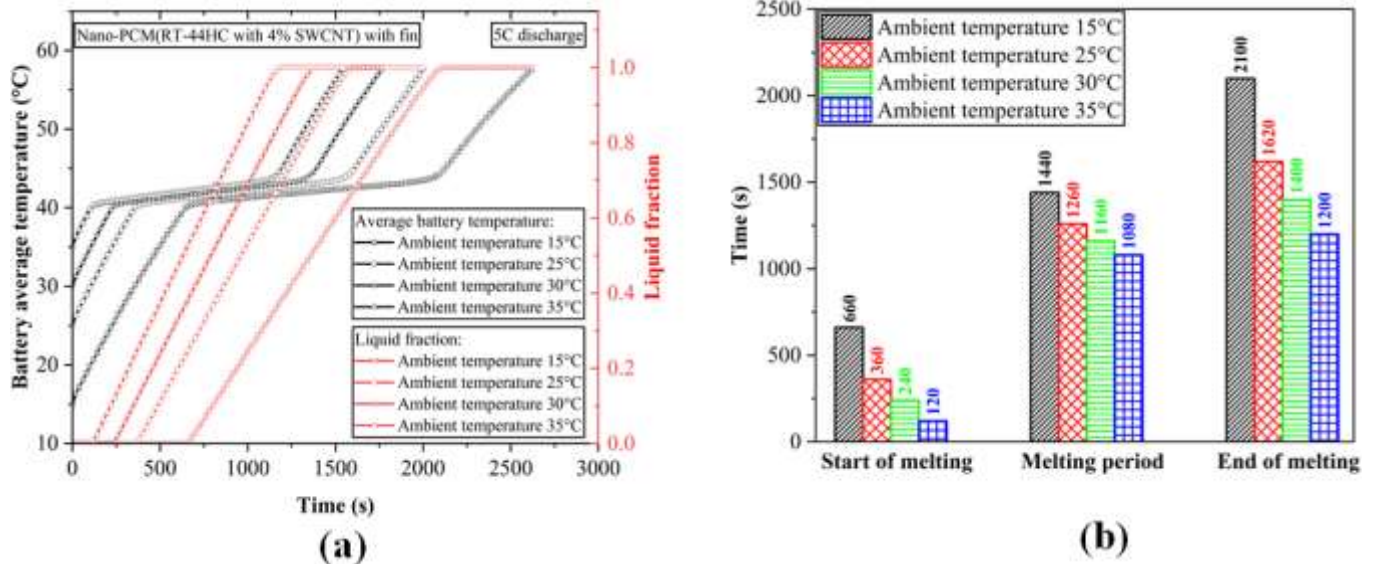 Nano-PCM(RT-44HC with 4% SWCNT) with fin
5C discharge
Battery average temperature (°C)
60
50
40
30
20
10
1.0
0.8
0.6
0.4
0.2
0.0
Liquid fraction
Average battery temperature:
Ambient temperature 15°C
Ambient temperature 25°C
Ambient temperature 30°C
Ambient temperature 35°C
Liquid fraction:
Ambient temperature 15°C
Ambient temperature 25°C
Ambient temperature 30°C
Ambient temperature 35°C
0 500 1000 1500 2000 2500 3000
Time (s)
(a)
Time (s)
2500
2000
1500
1000
500
0
Ambient temperature 15°C
Ambient temperature 25°C
Ambient temperature 30°C
Ambient temperature 35°C
660
360
240
120
1440
1260
1160
1080
2100
1620
1400
1200
Start of melting
Melting period
End of melting
(b)